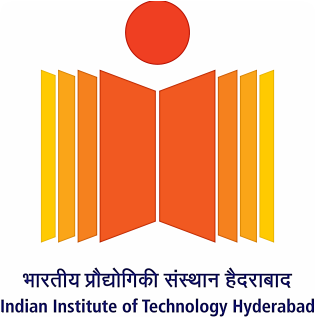 भारतीय प्रौद्योगिकी संस्थान हैदराबाद
Indian Institute of Technology Hyderabad